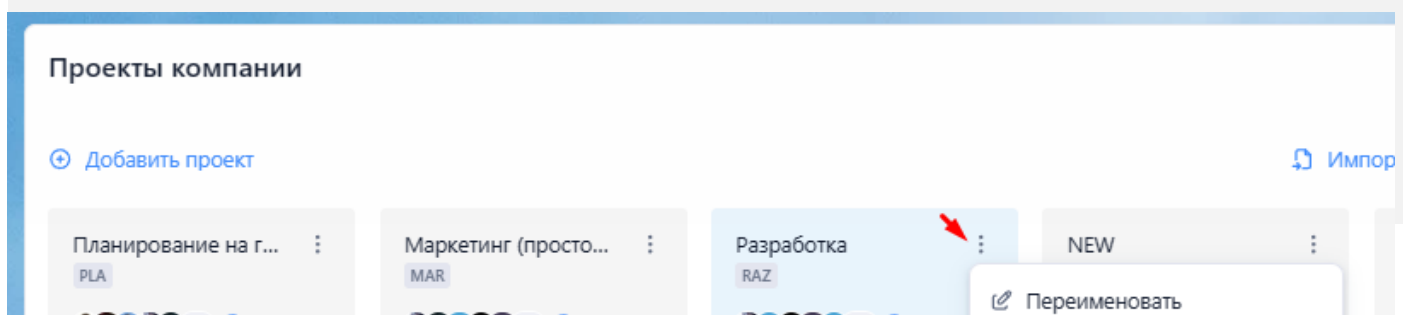 Проекты компании
Добавить проект
Импор
Планирование на г... Маркетинг (просто... Разработка NEW
PLA MAR RAZ
Переименовать